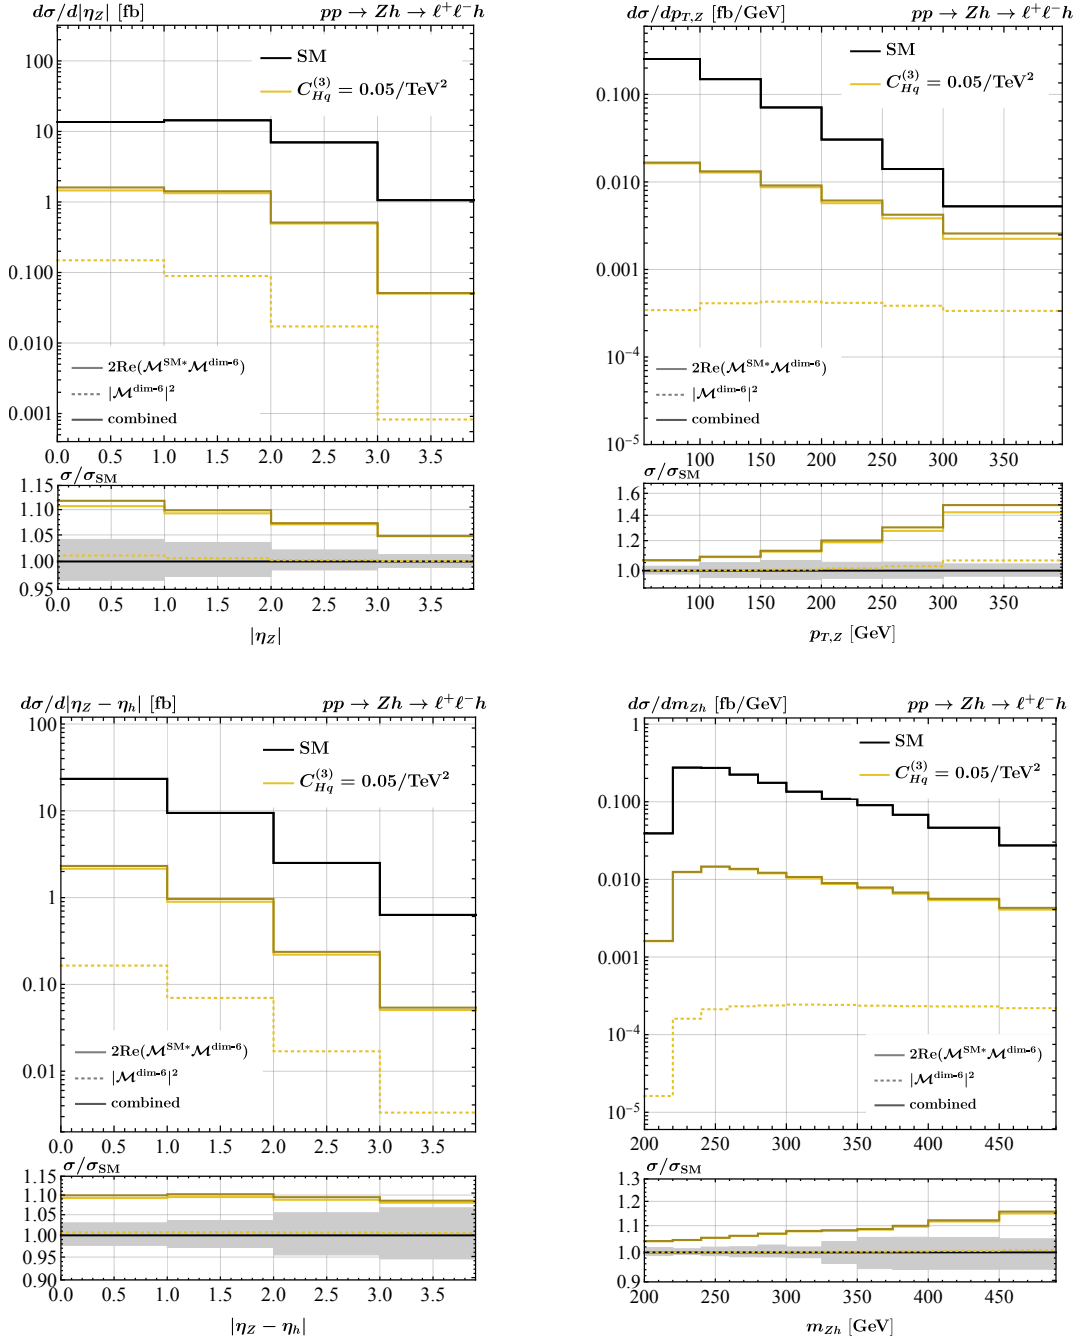 dσ/d|η_Z| [fb] pp → Zh → ℓ⁺ℓ⁻h
100
10
1
0.100
0.010
0.001
SM
C_{Hq}^{(3)} = 0.05/TeV²
2Re(𝓜^{SM*}𝓜^{dim-6})
|𝓜^{dim-6}|²
combined
0.0 0.5 1.0 1.5 2.0 2.5 3.0 3.5
σ/σ_SM
1.15
1.10
1.05
1.00
0.95
0.0 0.5 1.0 1.5 2.0 2.5 3.0 3.5
|η_Z|
dσ/dp_{T,Z} [fb/GeV] pp → Zh → ℓ⁺ℓ⁻h
0.100
0.010
0.001
10⁻⁴
10⁻⁵
SM
C_{Hq}^{(3)} = 0.05/TeV²
2Re(𝓜^{SM*}𝓜^{dim-6})
|𝓜^{dim-6}|²
combined
100 150 200 250 300 350
σ/σ_SM
1.6
1.4
1.2
1.0
100 150 200 250 300 350
p_{T,Z} [GeV]
dσ/d|η_Z − η_h| [fb] pp → Zh → ℓ⁺ℓ⁻h
100
10
1
0.10
0.01
SM
C_{Hq}^{(3)} = 0.05/TeV²
2Re(𝓜^{SM*}𝓜^{dim-6})
|𝓜^{dim-6}|²
combined
0.0 0.5 1.0 1.5 2.0 2.5 3.0 3.5
σ/σ_SM
1.15
1.10
1.05
1.00
0.95
0.90
0.0 0.5 1.0 1.5 2.0 2.5 3.0 3.5
|η_Z − η_h|
dσ/dm_{Zh} [fb/GeV] pp → Zh → ℓ⁺ℓ⁻h
1
0.100
0.010
0.001
10⁻⁴
10⁻⁵
SM
C_{Hq}^{(3)} = 0.05/TeV²
2Re(𝓜^{SM*}𝓜^{dim-6})
|𝓜^{dim-6}|²
combined
200 250 300 350 400 450
σ/σ_SM
1.3
1.2
1.1
1.0
0.9
200 250 300 350 400 450
m_{Zh} [GeV]